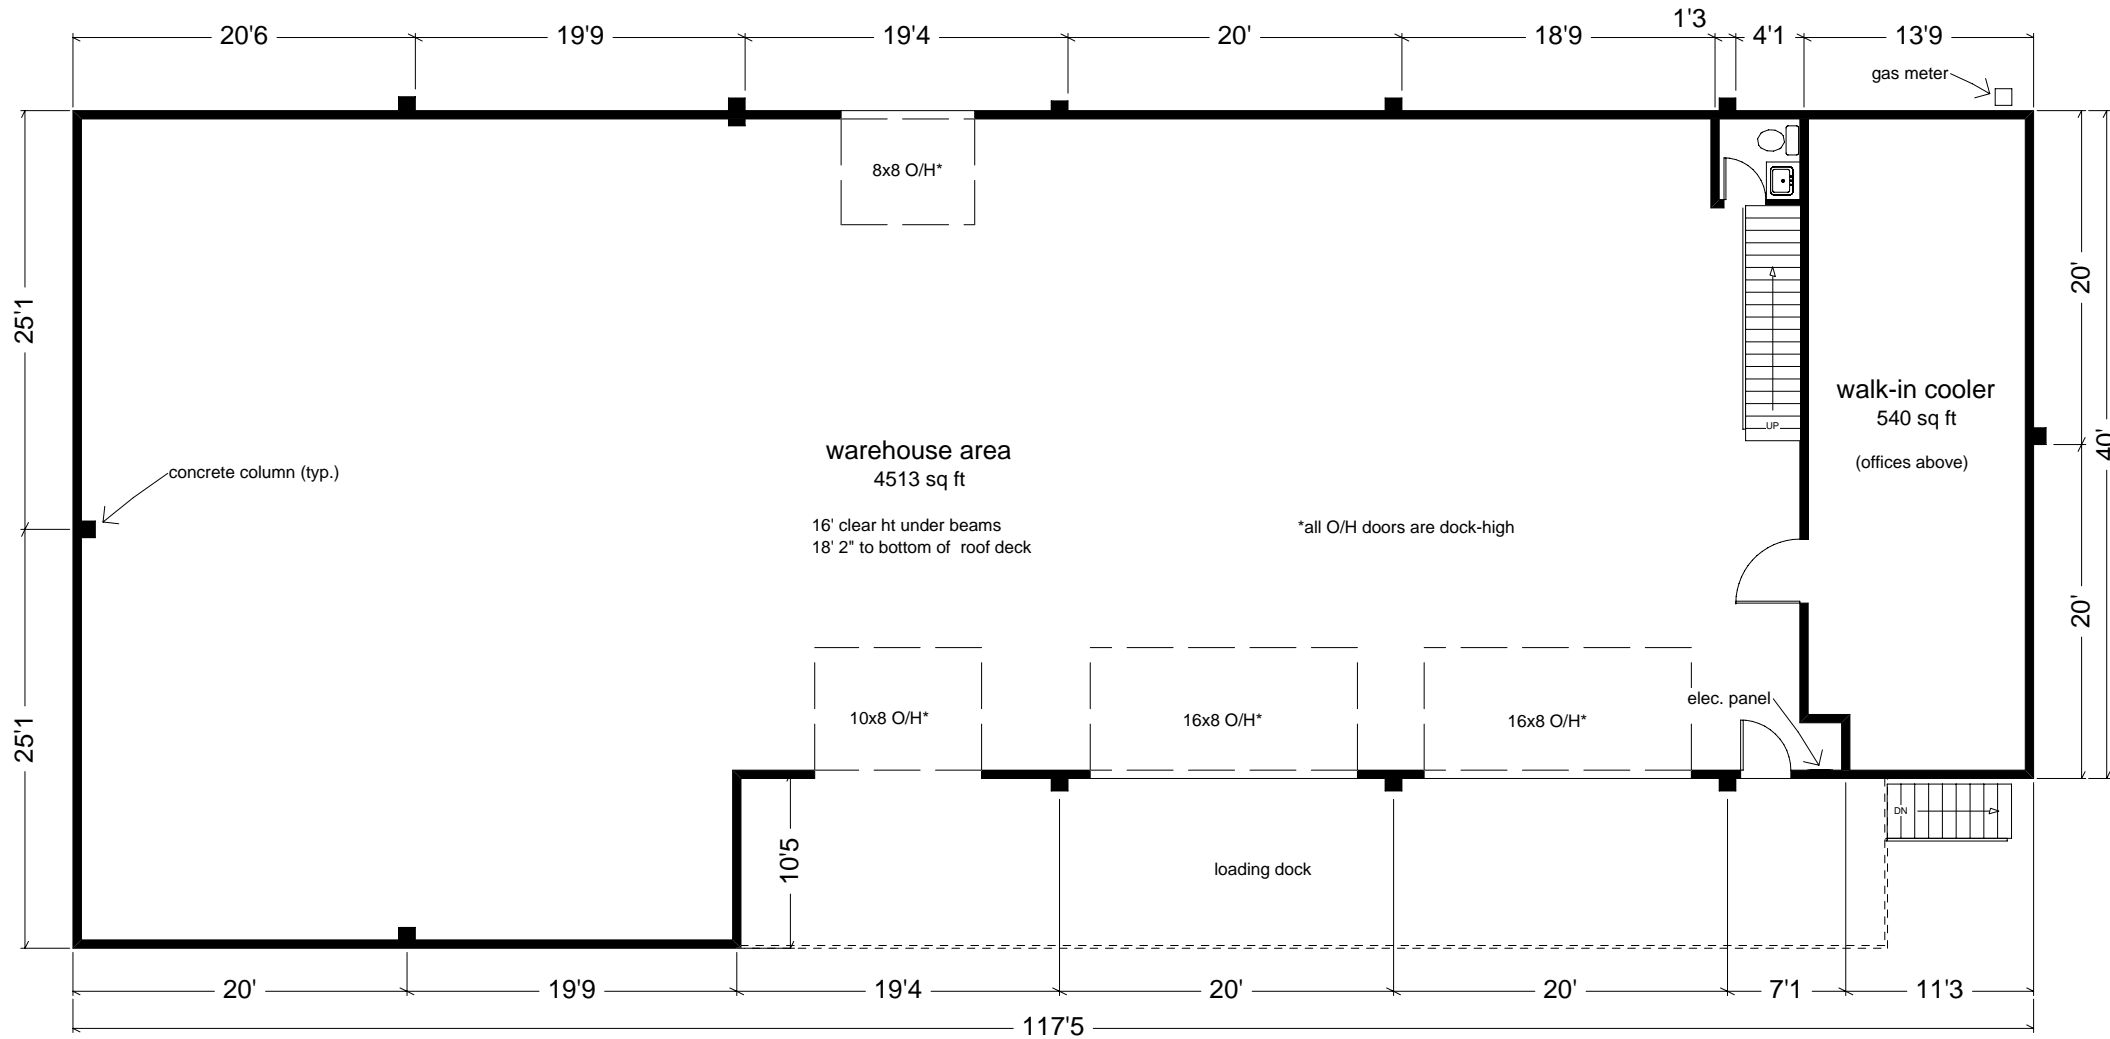 1'3
20'6
19'9
19'4
20'
18'9
4'1
13'9
gas meter
8x8 O/H*
25'1
20'
40'
walk-in cooler
540 sq ft
(offices above)
UP
warehouse area
4513 sq ft
concrete column (typ.)
16' clear ht under beams
18' 2" to bottom of roof deck
*all O/H doors are dock-high
20'
25'1
elec. panel
10x8 O/H*
16x8 O/H*
16x8 O/H*
DN
10'5
loading dock
20'
19'9
19'4
20'
20'
7'1
11'3
117'5